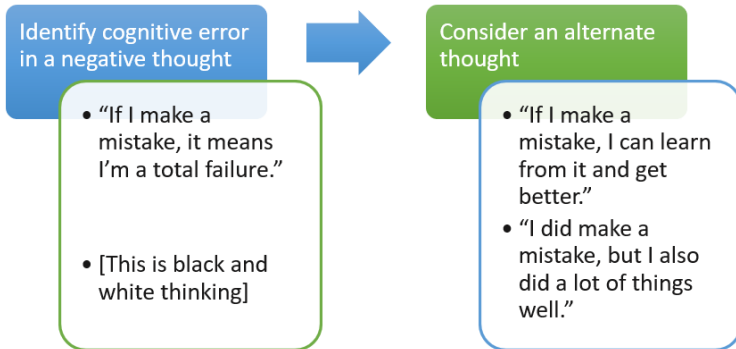 Identify cognitive error
in a negative thought
• “If I make a
mistake, it means
I’m a total failure.”
• [This is black and
white thinking]
Consider an alternate
thought
• “If I make a
mistake, I can learn
from it and get
better.”
• “I did make a
mistake, but I also
did a lot of things
well.”